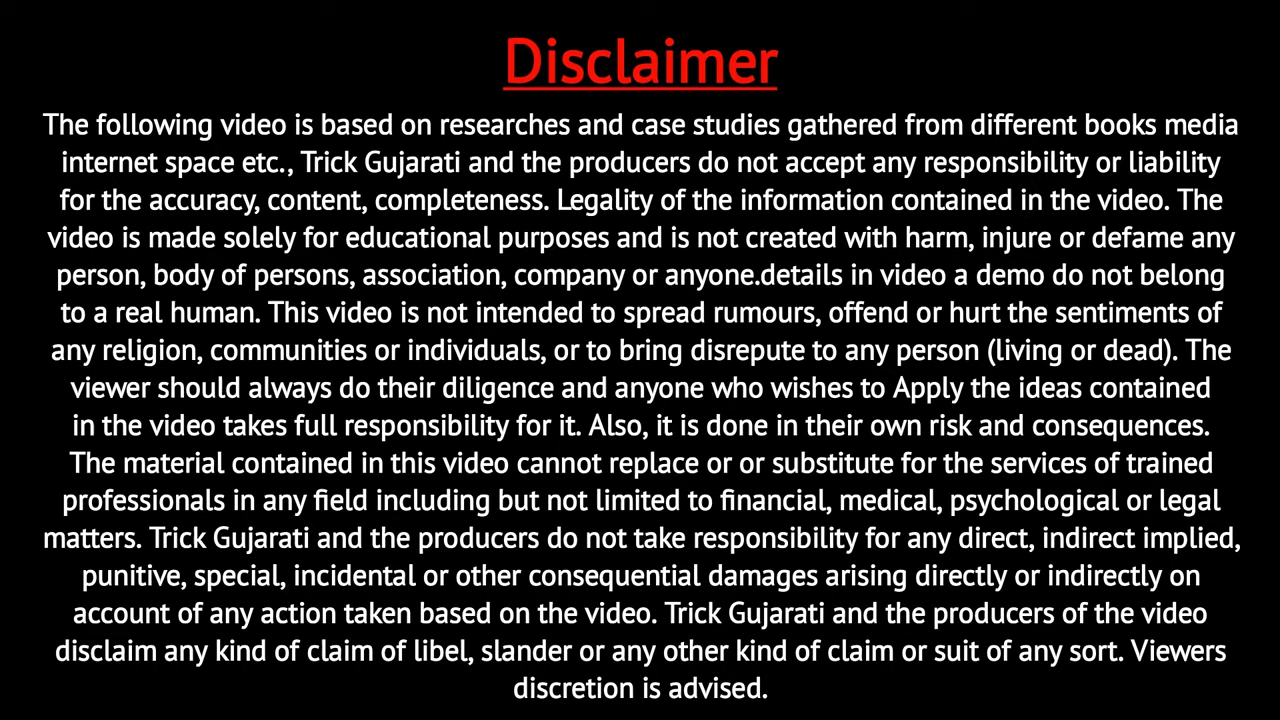 Disclaimer
The following video is based on researches and case studies gathered from different books media
internet space etc., Trick Gujarati and the producers do not accept any responsibility or liability
for the accuracy, content, completeness. Legality of the information contained in the video. The
video is made solely for educational purposes and is not created with harm, injure or defame any
person, body of persons, association, company or anyone.details in video a demo do not belong
to a real human. This video is not intended to spread rumours, offend or hurt the sentiments of
any religion, communities or individuals, or to bring disrepute to any person (living or dead). The
viewer should always do their diligence and anyone who wishes to Apply the ideas contained
in the video takes full responsibility for it. Also, it is done in their own risk and consequences.
The material contained in this video cannot replace or or substitute for the services of trained
professionals in any field including but not limited to financial, medical, psychological or legal
matters. Trick Gujarati and the producers do not take responsibility for any direct, indirect implied,
punitive, special, incidental or other consequential damages arising directly or indirectly on
account of any action taken based on the video. Trick Gujarati and the producers of the video
disclaim any kind of claim of libel, slander or any other kind of claim or suit of any sort. Viewers
discretion is advised.